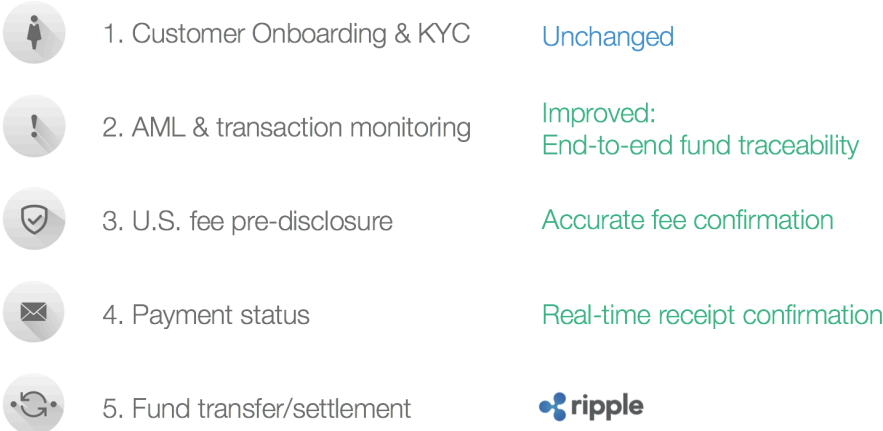 1. Customer Onboarding & KYC
Unchanged
2. AML & transaction monitoring
Improved:
End-to-end fund traceability
3. U.S. fee pre-disclosure
Accurate fee confirmation
4. Payment status
Real-time receipt confirmation
5. Fund transfer/settlement
ripple